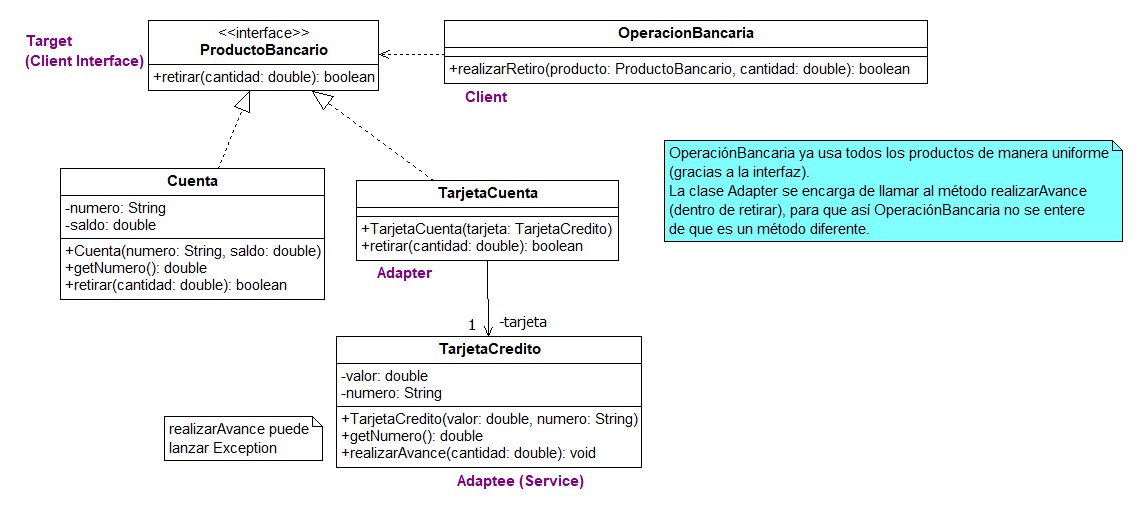 Target
(Client Interface)
<<interface>>
ProductoBancario
+retirar(cantidad: double): boolean
OperacionBancaria
+realizarRetiro(producto: ProductoBancario, cantidad: double): boolean
Client
OperaciónBancaria ya usa todos los productos de manera uniforme
(gracias a la interfaz).
La clase Adapter se encarga de llamar al método realizarAvance
(dentro de retirar), para que así OperaciónBancaria no se entere
de que es un método diferente.
Cuenta
-numero: String
-saldo: double
+Cuenta(numero: String, saldo: double)
+getNumero(): double
+retirar(cantidad: double): boolean
TarjetaCuenta
+TarjetaCuenta(tarjeta: TarjetaCredito)
+retirar(cantidad: double): boolean
Adapter
1
-tarjeta
TarjetaCredito
-valor: double
-numero: String
+TarjetaCredito(valor: double, numero: String)
+getNumero(): double
+realizarAvance(cantidad: double): void
realizarAvance puede
lanzar Exception
Adaptee (Service)